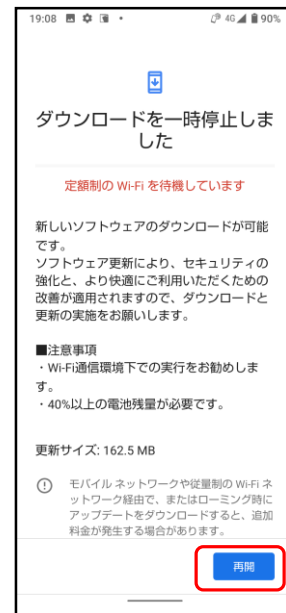 19:08 4G 90%
ダウンロードを一時停止しま
した
定額制の Wi-Fi を待機しています
新しいソフトウェアのダウンロードが可能
です。
ソフトウェア更新により、セキュリティの
強化と、より快適にご利用いただくための
改善が適用されますので、ダウンロードと
更新の実施をお願いします。
■注意事項
・Wi-Fi通信環境下での実行をお勧めしま
す。
・40%以上の電池残量が必要です。
更新サイズ: 162.5 MB
モバイル ネットワークや従量制の Wi-Fi ネ
ットワーク経由で、またはローミング時に
アップデートをダウンロードすると、追加
料金が発生する場合があります。
再開